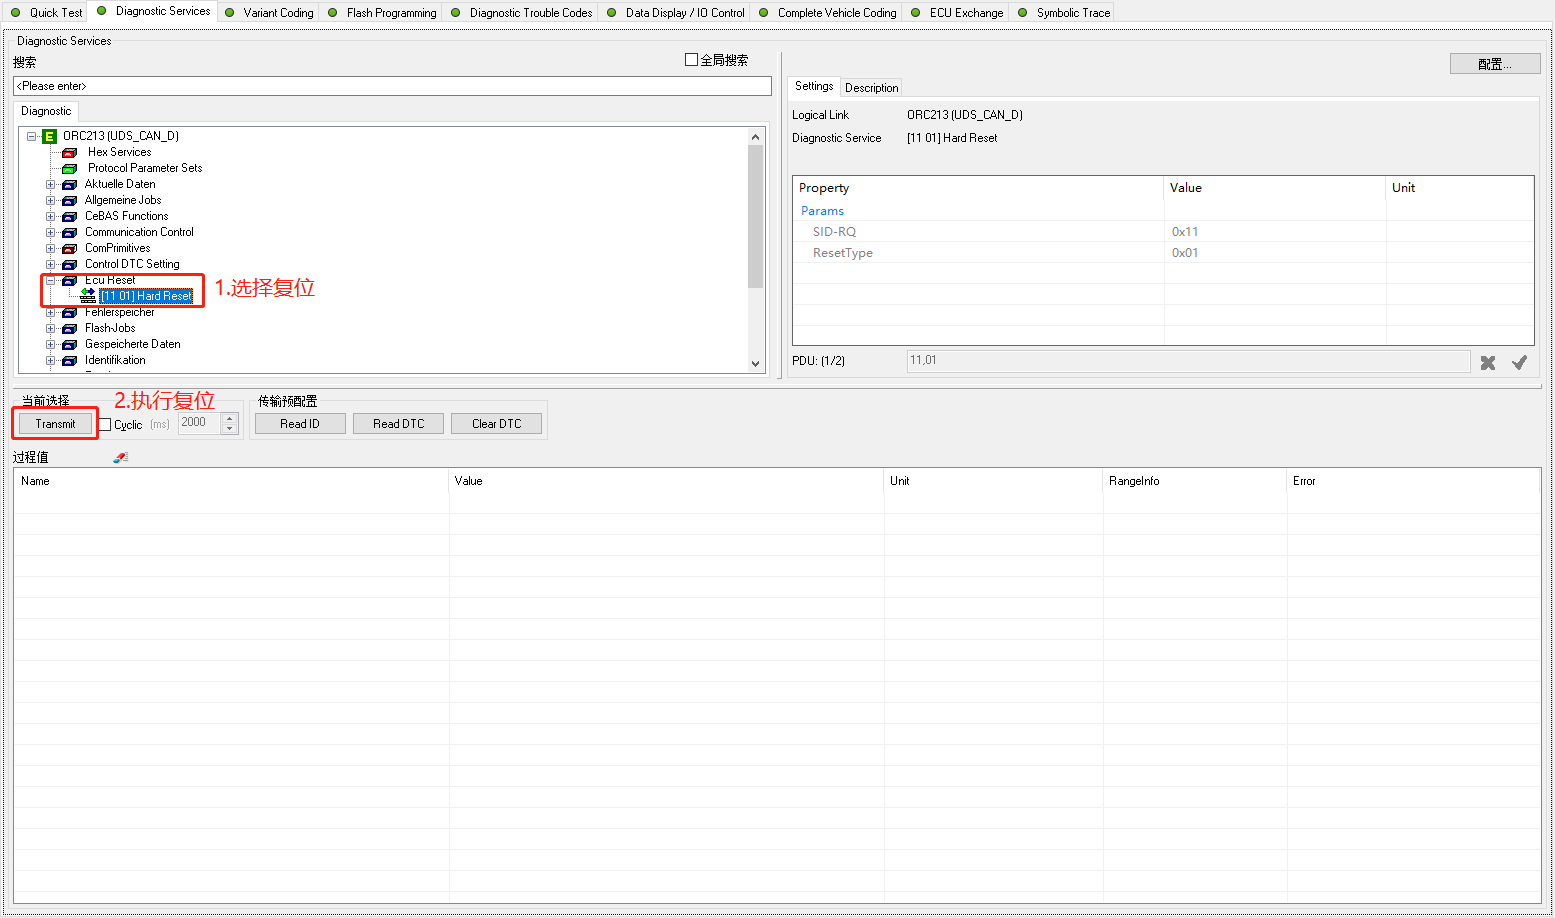 Quick Test
Diagnostic Services
Variant Coding
Flash Programming
Diagnostic Trouble Codes
Data Display / IO Control
Complete Vehicle Coding
ECU Exchange
Symbolic Trace
Diagnostic Services
搜索
全局搜索
<Please enter>
Diagnostic
E ORC213 (UDS_CAN_D)
Hex Services
Protocol Parameter Sets
Aktuelle Daten
Allgemeine Jobs
CeBAS Functions
Communication Control
ComPrimitives
Control DTC Setting
Ecu Reset
[11 01] Hard Reset
1.选择复位
Fehlerspeicher
Flash-Jobs
Gespeicherte Daten
Identifikation
配置...
Settings
Description
Logical Link ORC213 (UDS_CAN_D)
Diagnostic Service [11 01] Hard Reset
Property Value Unit
Params
SID-RQ 0x11
ResetType 0x01
PDU: (1/2) 11,01
当前选择
2.执行复位
Transmit
Cyclic (ms) 2000
传输预配置
Read ID
Read DTC
Clear DTC
过程值
Name Value Unit RangeInfo Error